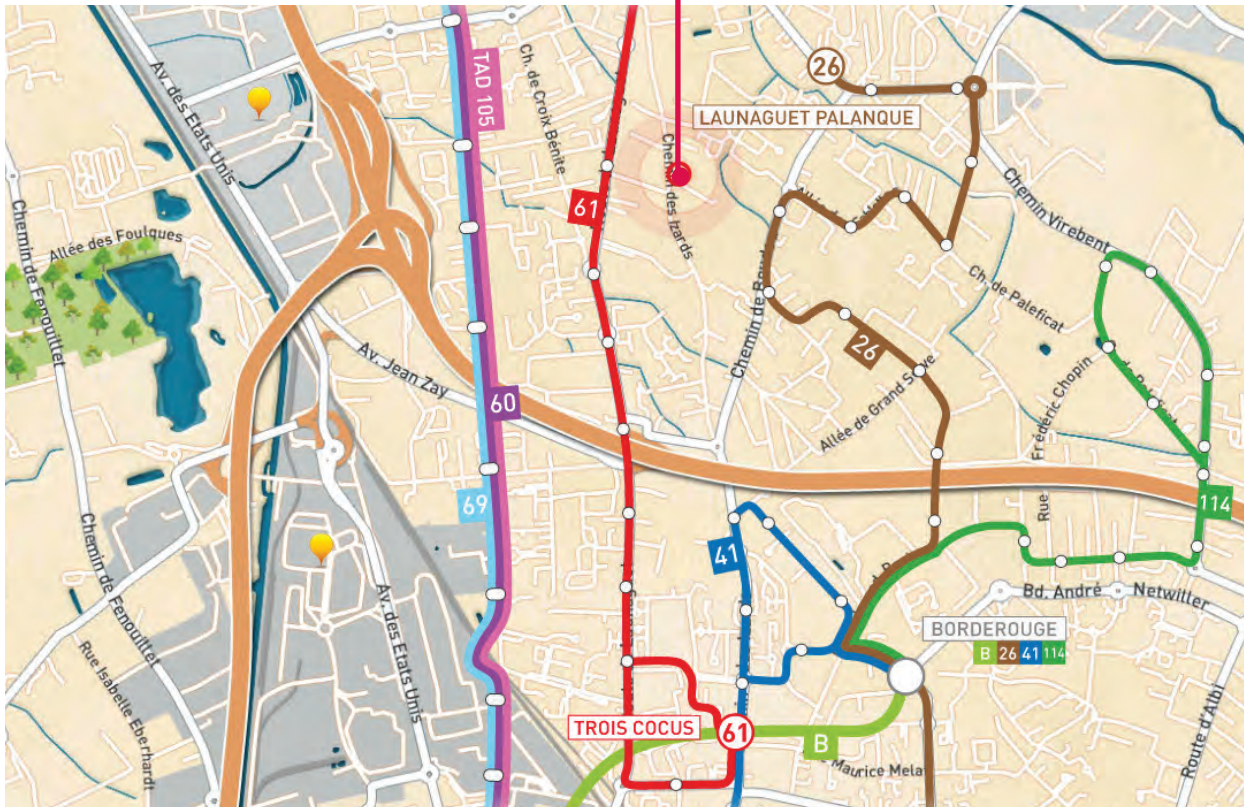 26
LAUNAGUET PALANQUE
TAD 105
Av. des Etats Unis
Ch. de Croix Bénite
Chemin des Izards
61
Chemin Virebent
Allée des Foulques
Chemin de Fenouillet
Ch. de Paleficat
Av. Jean Zay
26
60
Allée de Grand Selve
Rue Frédéric Chopin
69
114
41
Chemin de Fenouillet
Av. des Etats Unis
Bd. André Netwiller
BORDEROUGE
B 26 41 114
Rue Isabelle Eberhardt
TROIS COCUS
61
B
Maurice Melat
Route d'Albi